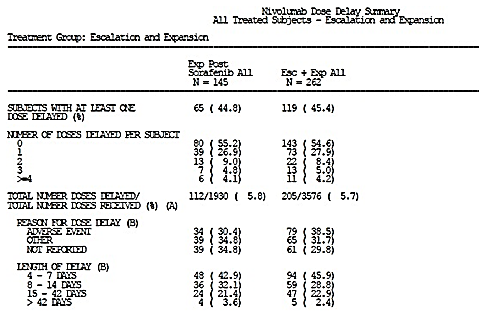 Nivolumab Dose Delay Summary
All Treated Subjects - Escalation and Expansion
Treatment Group: Escalation and Expansion
Exp Post
Sorafenib All Esc + Exp All
N = 145 N = 262
SUBJECTS WITH AT LEAST ONE 65 ( 44.8) 119 ( 45.4)
DOSE DELAYED (%)
NUMBER OF DOSES DELAYED PER SUBJECT
0 80 ( 55.2) 143 ( 54.6)
1 39 ( 26.9) 73 ( 27.9)
2 13 ( 9.0) 22 ( 8.4)
3 7 ( 4.8) 13 ( 5.0)
>=4 6 ( 4.1) 11 ( 4.2)
TOTAL NUMBER DOSES DELAYED/ 112/1930 ( 5.8) 205/3576 ( 5.7)
TOTAL NUMBER DOSES RECEIVED (%) (A)
REASON FOR DOSE DELAY (B)
ADVERSE EVENT 34 ( 30.4) 79 ( 38.5)
OTHER 39 ( 34.8) 65 ( 31.7)
NOT REPORTED 39 ( 34.8) 61 ( 29.8)
LENGTH OF DELAY (B)
4 - 7 DAYS 48 ( 42.9) 94 ( 45.9)
8 - 14 DAYS 36 ( 32.1) 59 ( 28.8)
15 - 42 DAYS 24 ( 21.4) 47 ( 22.9)
> 42 DAYS 4 ( 3.6) 5 ( 2.4)